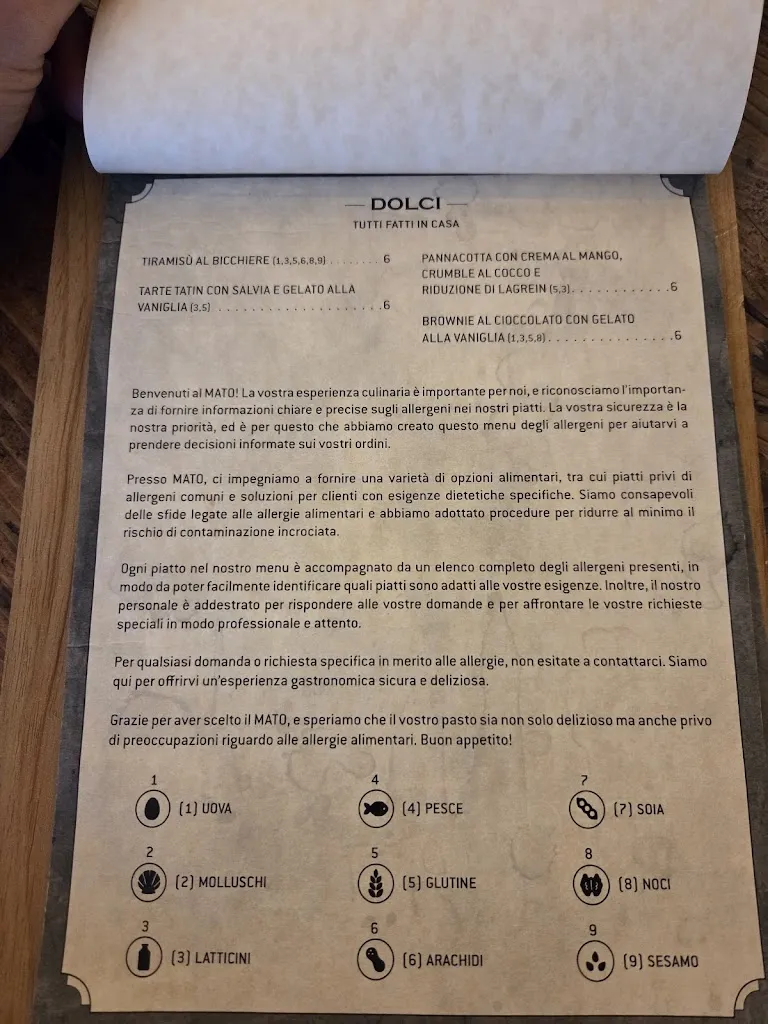 DOLCI
TUTTI FATTI IN CASA
TIRAMISÙ AL BICCHIERE (1,3,5,6,8,9) ........ 6
TARTE TATIN CON SALVIA E GELATO ALLA
VANIGLIA (3,5) .................... 6
PANNACOTTA CON CREMA AL MANGO,
CRUMBLE AL COCCO E
RIDUZIONE DI LAGREIN (5,3)............ 6
BROWNIE AL CIOCCOLATO CON GELATO
ALLA VANIGLIA (1,3,5,8)................ 6
Benvenuti al MATO! La vostra esperienza culinaria è importante per noi, e riconosciamo l'importan-
za di fornire informazioni chiare e precise sugli allergeni nei nostri piatti. La vostra sicurezza è la
nostra priorità, ed è per questo che abbiamo creato questo menu degli allergeni per aiutarvi a
prendere decisioni informate sui vostri ordini.
Presso MATO, ci impegniamo a fornire una varietà di opzioni alimentari, tra cui piatti privi di
allergeni comuni e soluzioni per clienti con esigenze dietetiche specifiche. Siamo consapevoli
delle sfide legate alle allergie alimentari e abbiamo adottato procedure per ridurre al minimo il
rischio di contaminazione incrociata.
Ogni piatto nel nostro menu è accompagnato da un elenco completo degli allergeni presenti, in
modo da poter facilmente identificare quali piatti sono adatti alle vostre esigenze. Inoltre, il nostro
personale è addestrato per rispondere alle vostre domande e per affrontare le vostre richieste
speciali in modo professionale e attento.
Per qualsiasi domanda o richiesta specifica in merito alle allergie, non esitate a contattarci. Siamo
qui per offrirvi un'esperienza gastronomica sicura e deliziosa.
Grazie per aver scelto il MATO, e speriamo che il vostro pasto sia non solo delizioso ma anche privo
di preoccupazioni riguardo alle allergie alimentari. Buon appetito!
1
(1) UOVA
4
(4) PESCE
7
(7) SOIA
2
(2) MOLLUSCHI
5
(5) GLUTINE
8
(8) NOCI
3
(3) LATTICINI
6
(6) ARACHIDI
9
(9) SESAMO